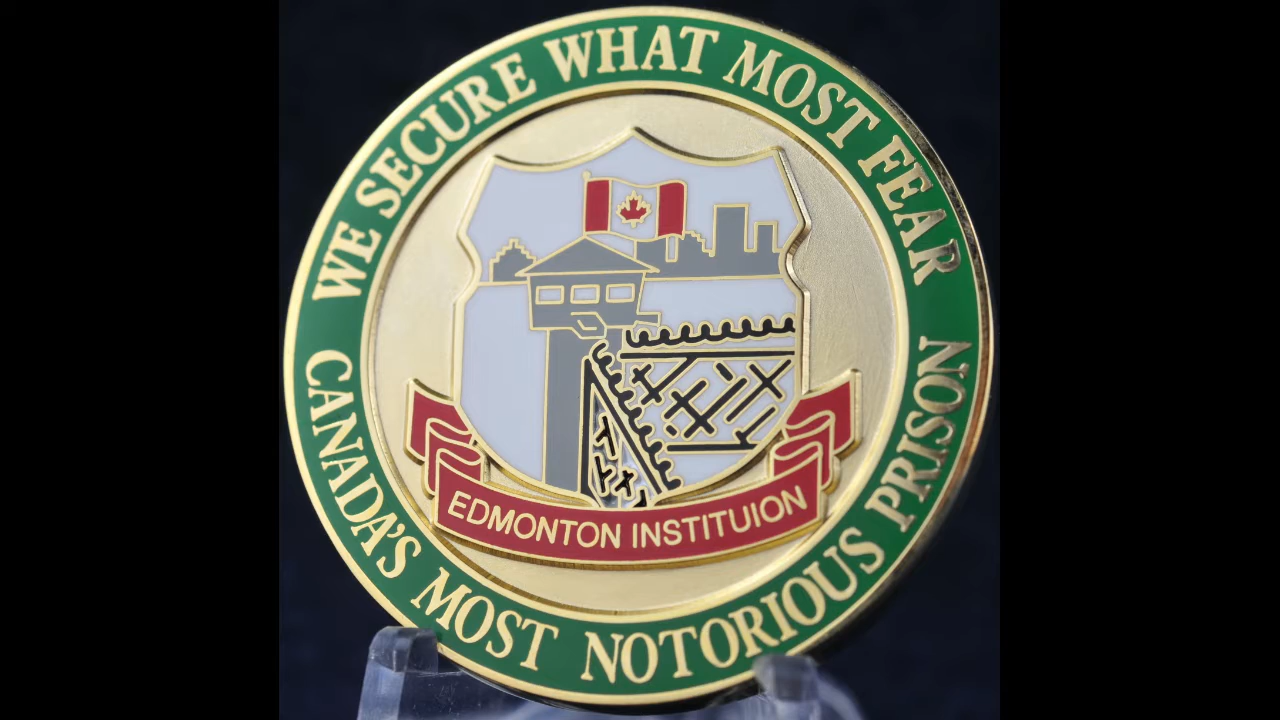 WE SECURE WHAT MOST FEAR
EDMONTON INSTITUION
CANADA'S MOST NOTORIOUS PRISON